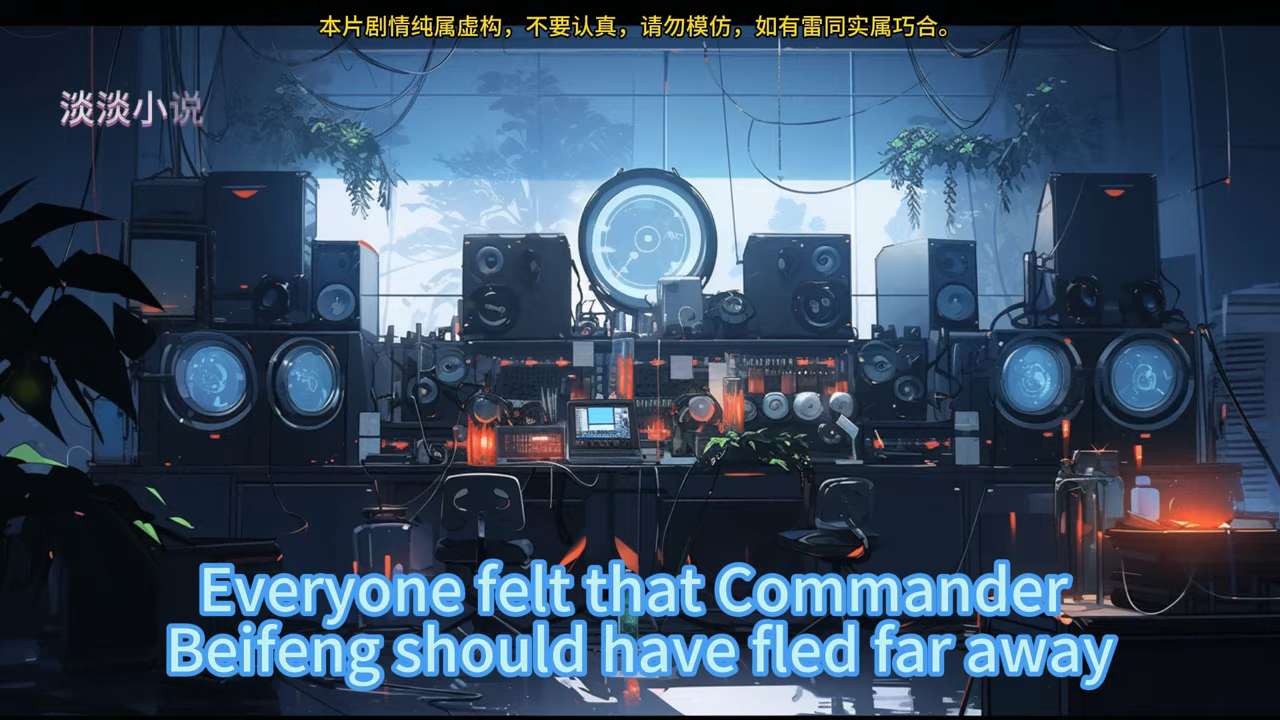 本片剧情纯属虚构，不要认真，请勿模仿，如有雷同实属巧合。
淡淡小说
Everyone felt that Commander
Beifeng should have fled far away